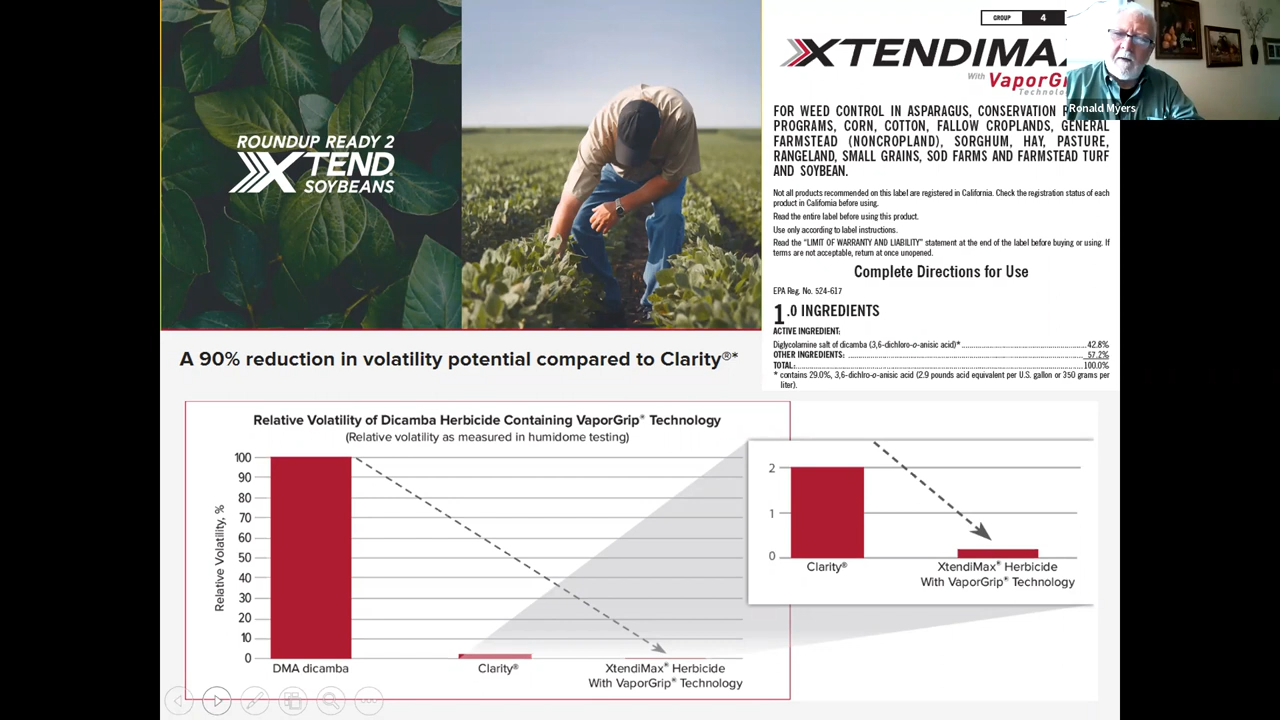 ROUNDUP READY 2
XTEND
SOYBEANS
GROUP 4
XTENDIMA
With VaporGr
Technolo
Ronald Myers
FOR WEED CONTROL IN ASPARAGUS, CONSERVATION
PROGRAMS, CORN, COTTON, FALLOW CROPLANDS, GENERAL
FARMSTEAD (NONCROPLAND), SORGHUM, HAY, PASTURE,
RANGELAND, SMALL GRAINS, SOD FARMS AND FARMSTEAD TURF
AND SOYBEAN.
Not all products recommended on this label are registered in California. Check the registration status of each
product in California before using.
Read the entire label before using this product.
Use only according to label instructions.
Read the “LIMIT OF WARRANTY AND LIABILITY” statement at the end of the label before buying or using. If
terms are not acceptable, return at once unopened.
Complete Directions for Use
EPA Reg. No. 524-617
1.0 INGREDIENTS
ACTIVE INGREDIENT:
Diglycolamine salt of dicamba (3,6-dichloro-o-anisic acid)* 42.8%
OTHER INGREDIENTS: 57.2%
TOTAL: 100.0%
* contains 29.0%, 3,6-dichlro-o-anisic acid (2.9 pounds acid equivalent per U.S. gallon or 350 grams per
liter).
A 90% reduction in volatility potential compared to Clarity®*
Relative Volatility of Dicamba Herbicide Containing VaporGrip® Technology
(Relative volatility as measured in humidome testing)
Relative Volatility, %
100
90
80
70
60
50
40
30
20
10
0
DMA dicamba
Clarity®
XtendiMax® Herbicide
With VaporGrip® Technology
2
1
0
Clarity®
XtendiMax® Herbicide
With VaporGrip® Technology